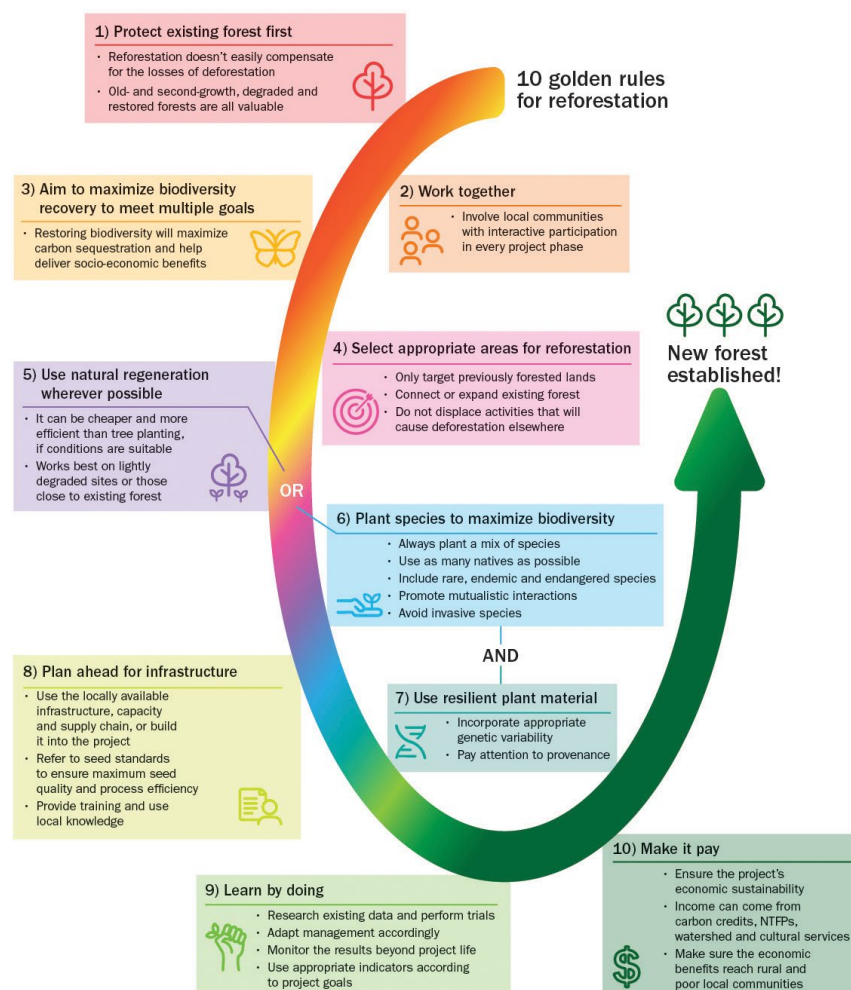 10 golden rules
for reforestation
1) Protect existing forest first
· Reforestation doesn't easily compensate
for the losses of deforestation
· Old- and second-growth, degraded and
restored forests are all valuable
2) Work together
· Involve local communities
with interactive participation
in every project phase
3) Aim to maximize biodiversity
recovery to meet multiple goals
· Restoring biodiversity will maximize
carbon sequestration and help
deliver socio-economic benefits
4) Select appropriate areas for reforestation
· Only target previously forested lands
· Connect or expand existing forest
· Do not displace activities that will
cause deforestation elsewhere
5) Use natural regeneration
wherever possible
· It can be cheaper and more
efficient than tree planting,
if conditions are suitable
· Works best on lightly
degraded sites or those
close to existing forest
OR
6) Plant species to maximize biodiversity
· Always plant a mix of species
· Use as many natives as possible
· Include rare, endemic and endangered species
· Promote mutualistic interactions
· Avoid invasive species
AND
7) Use resilient plant material
· Incorporate appropriate
genetic variability
· Pay attention to provenance
8) Plan ahead for infrastructure
· Use the locally available
infrastructure, capacity
and supply chain, or build
it into the project
· Refer to seed standards
to ensure maximum seed
quality and process efficiency
· Provide training and use
local knowledge
9) Learn by doing
· Research existing data and perform trials
· Adapt management accordingly
· Monitor the results beyond project life
· Use appropriate indicators according
to project goals
10) Make it pay
· Ensure the project's
economic sustainability
· Income can come from
carbon credits, NTFPs,
watershed and cultural services
· Make sure the economic
benefits reach rural and
poor local communities
New forest
established!